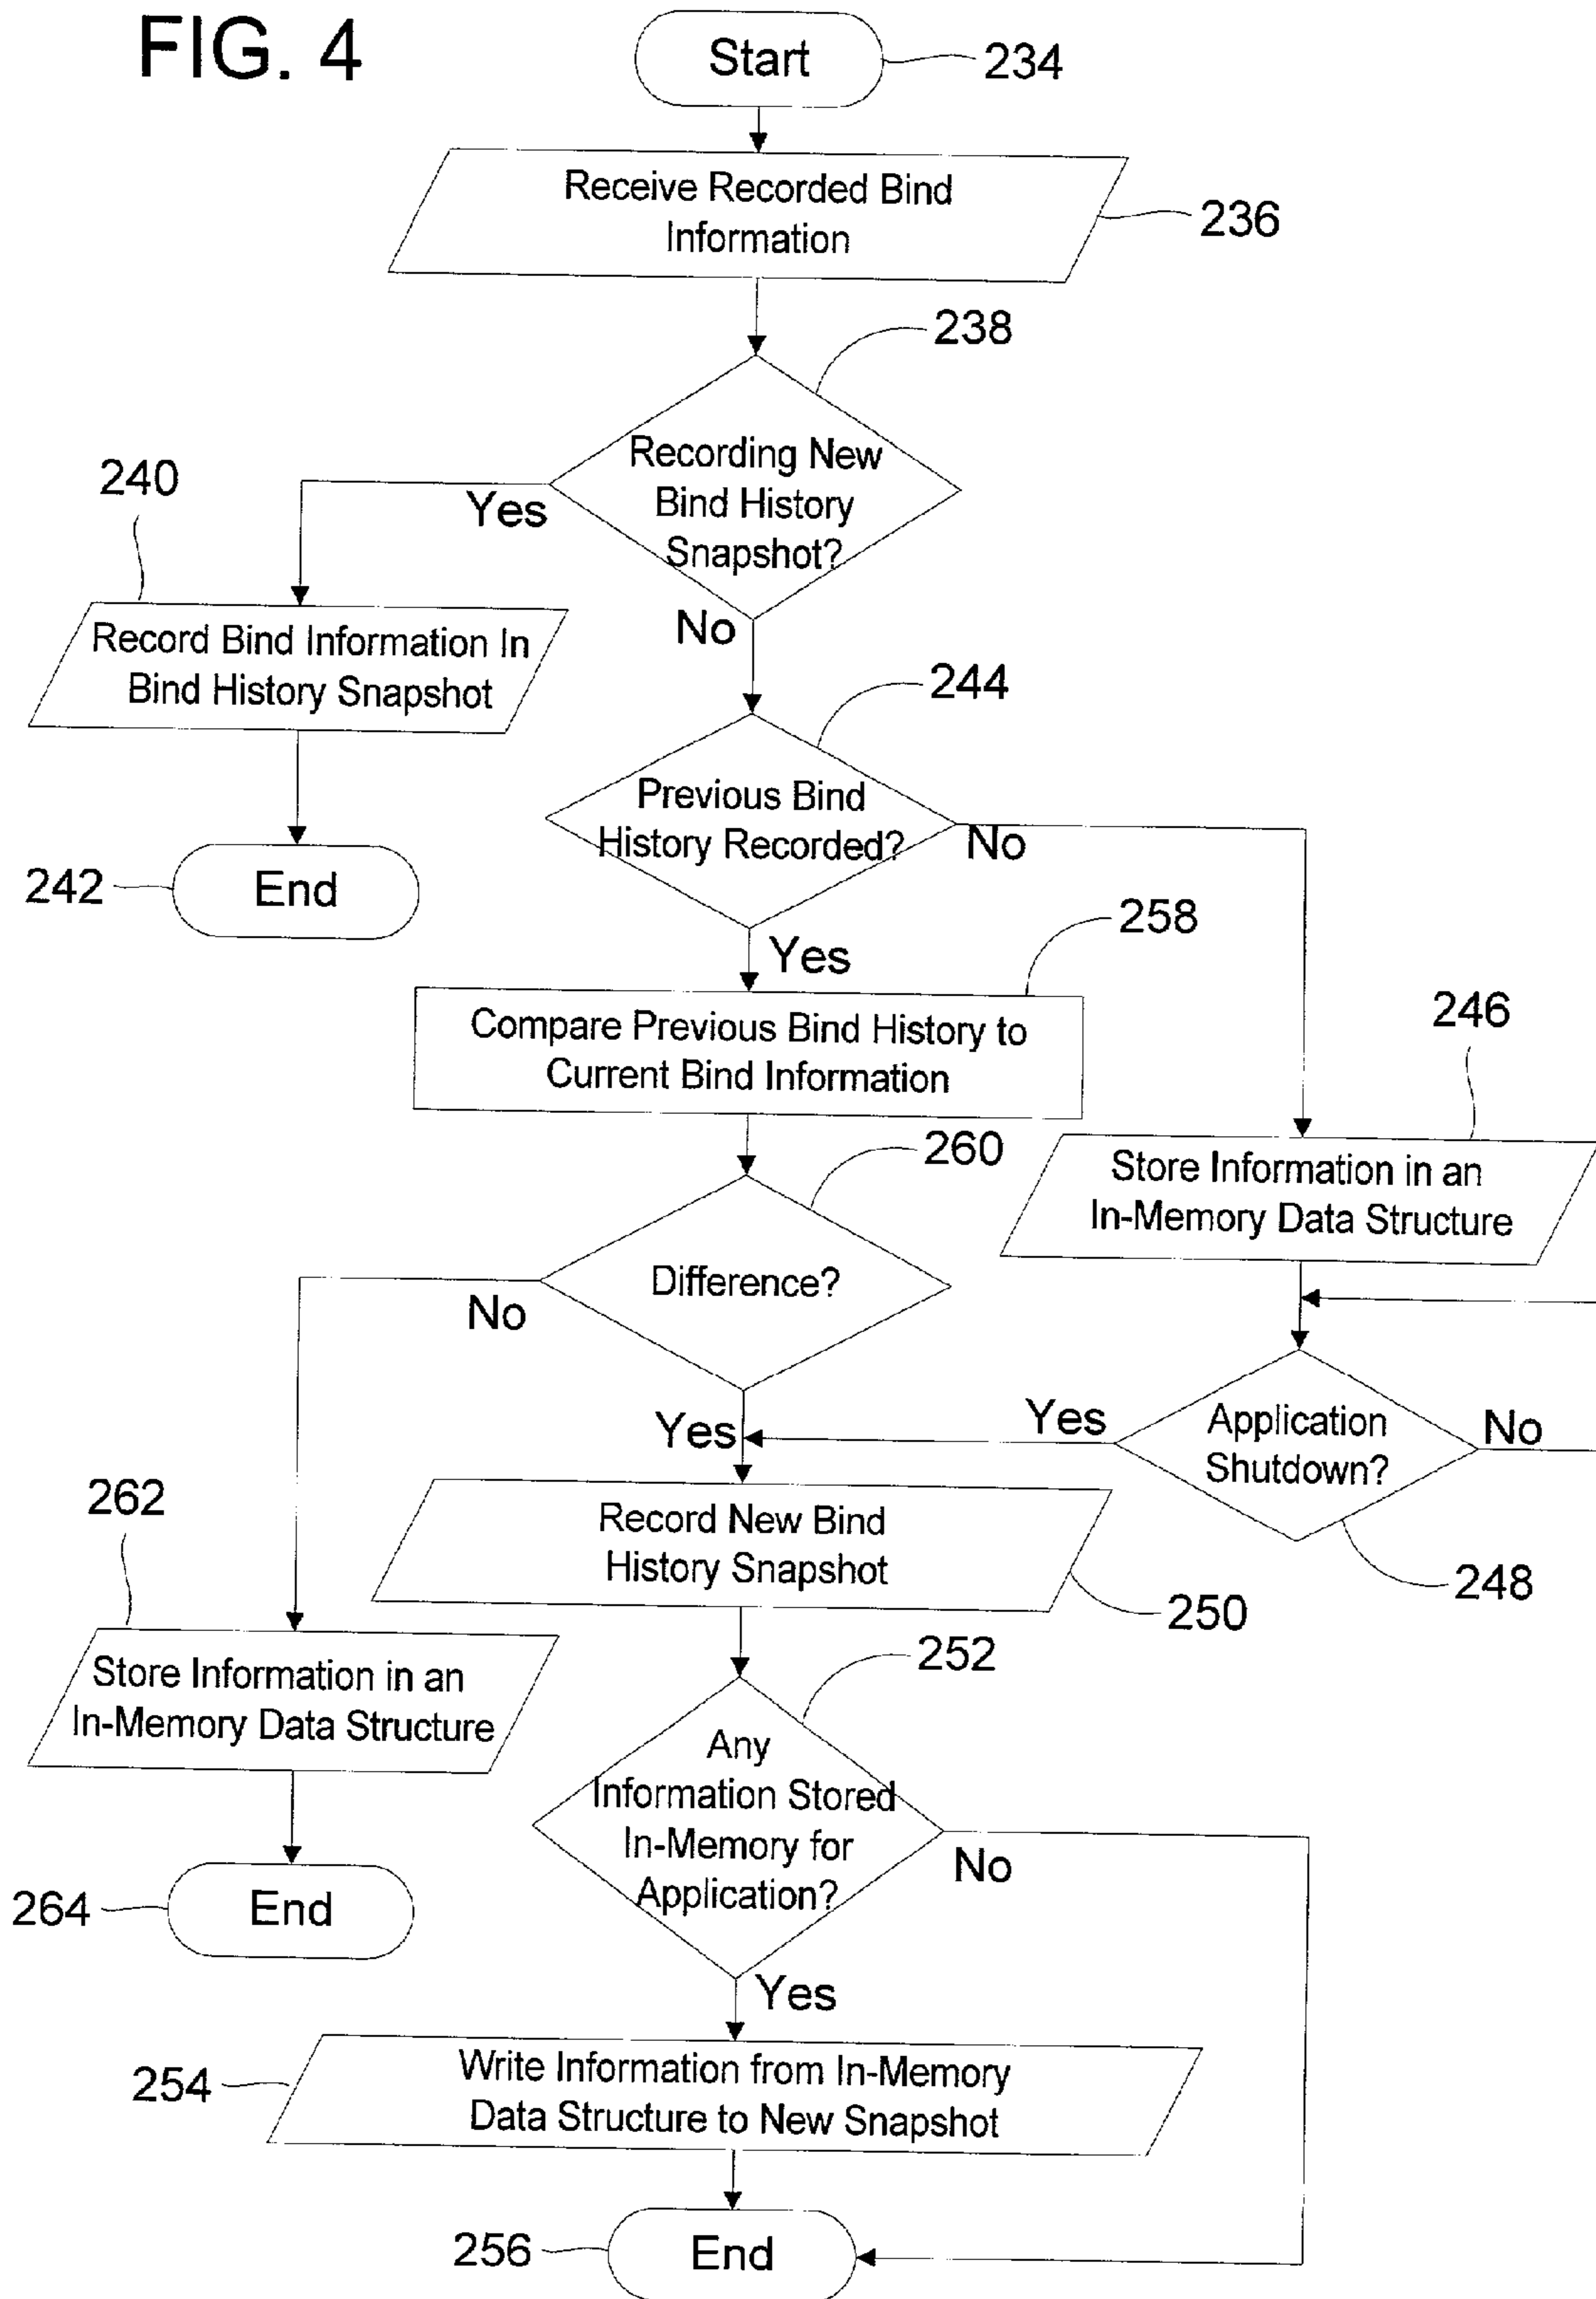 FIG. 4
Start
234
Receive Recorded Bind
Information
236
238
Recording New
Bind History
Snapshot?
Yes
No
240
Record Bind Information In
Bind History Snapshot
242
End
244
Previous Bind
History Recorded?
No
Yes
258
Compare Previous Bind History to
Current Bind Information
246
Store Information in an
In-Memory Data Structure
260
Difference?
No
Yes
Application
Shutdown?
Yes
No
248
Record New Bind
History Snapshot
250
262
Store Information in an
In-Memory Data Structure
264
End
252
Any
Information Stored
In-Memory for
Application?
No
Yes
254
Write Information from In-Memory
Data Structure to New Snapshot
256
End